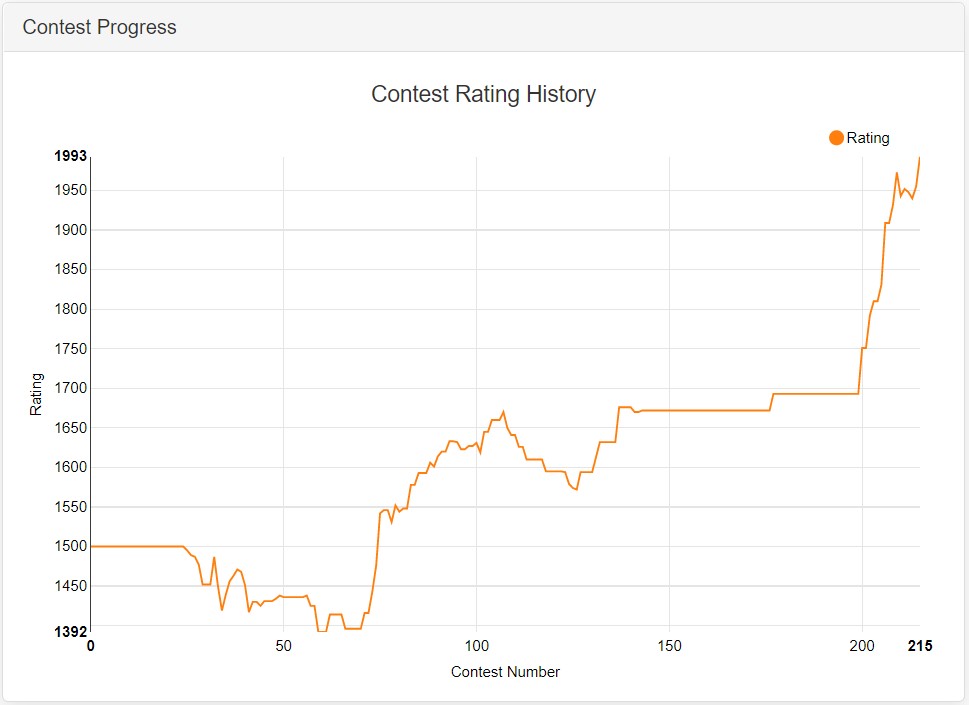 Contest Progress
Contest Rating History
Rating
1993
1950
1900
1850
1800
1750
1700
1650
1600
1550
1500
1450
1392
Rating
0 50 100 150 200 215
Contest Number